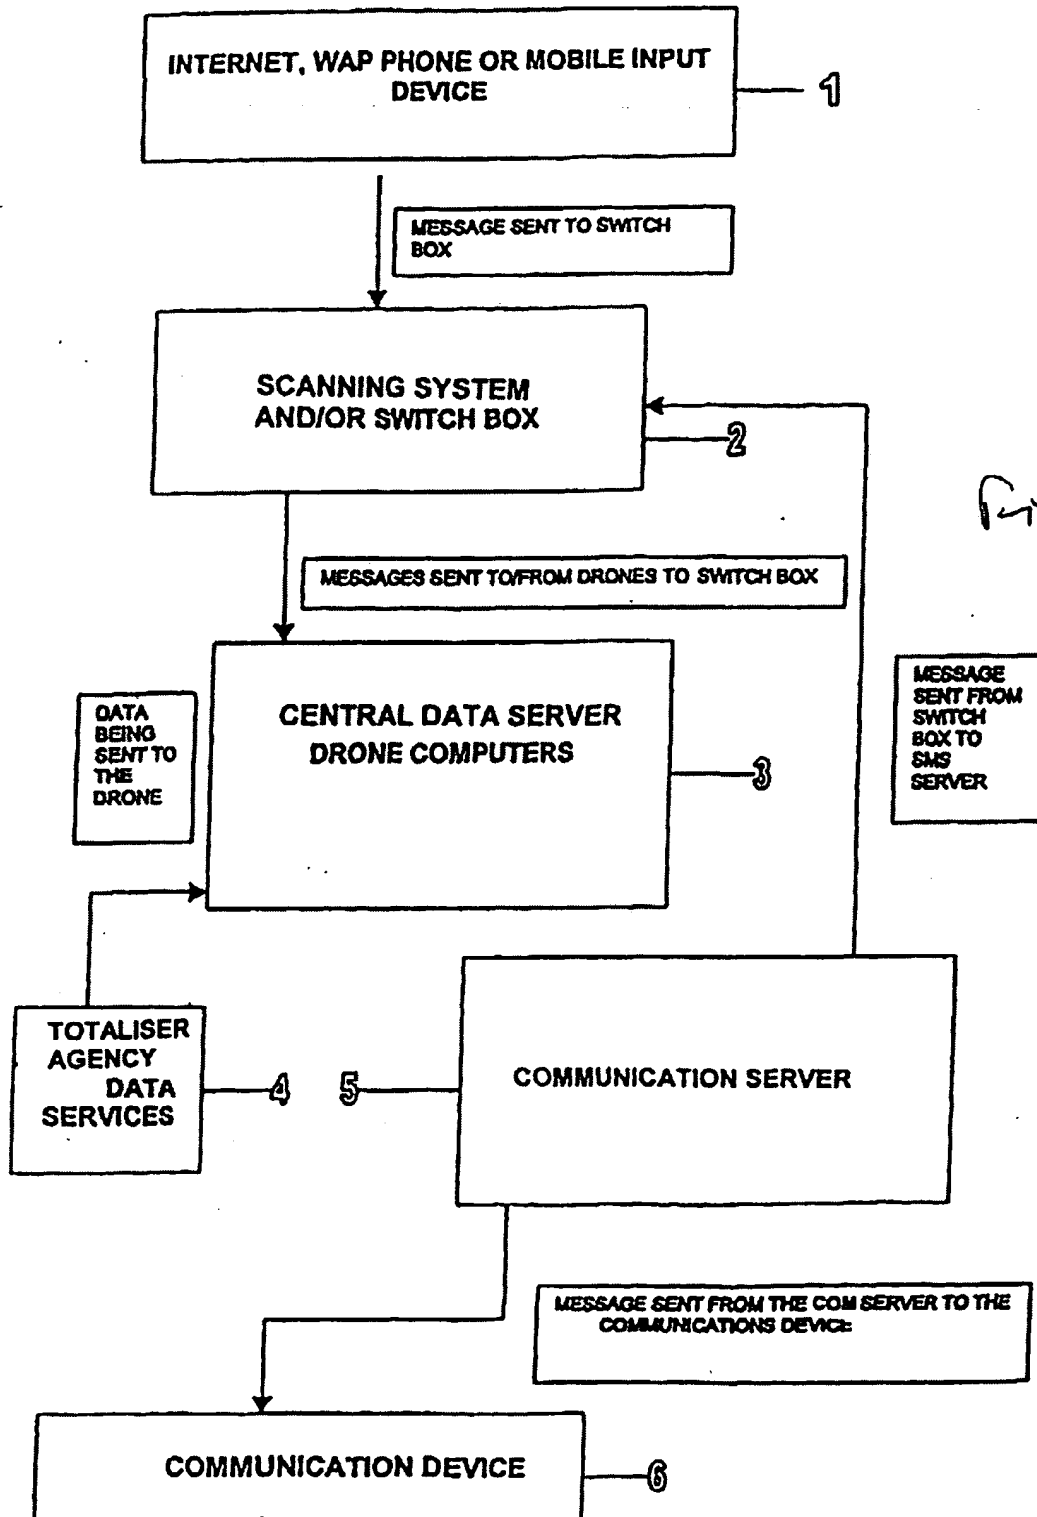 INTERNET, WAP PHONE OR MOBILE INPUT
DEVICE
1
MESSAGE SENT TO SWITCH
BOX
SCANNING SYSTEM
AND/OR SWITCH BOX
2
MESSAGES SENT TO/FROM DRONES TO SWITCH BOX
DATA
BEING
SENT TO
THE
DRONE
CENTRAL DATA SERVER
DRONE COMPUTERS
3
MESSAGE
SENT FROM
SWITCH
BOX TO
SMS
SERVER
TOTALISER
AGENCY
DATA
SERVICES
4
5
COMMUNICATION SERVER
MESSAGE SENT FROM THE COM SERVER TO THE
COMMUNICATIONS DEVICE
COMMUNICATION DEVICE
6